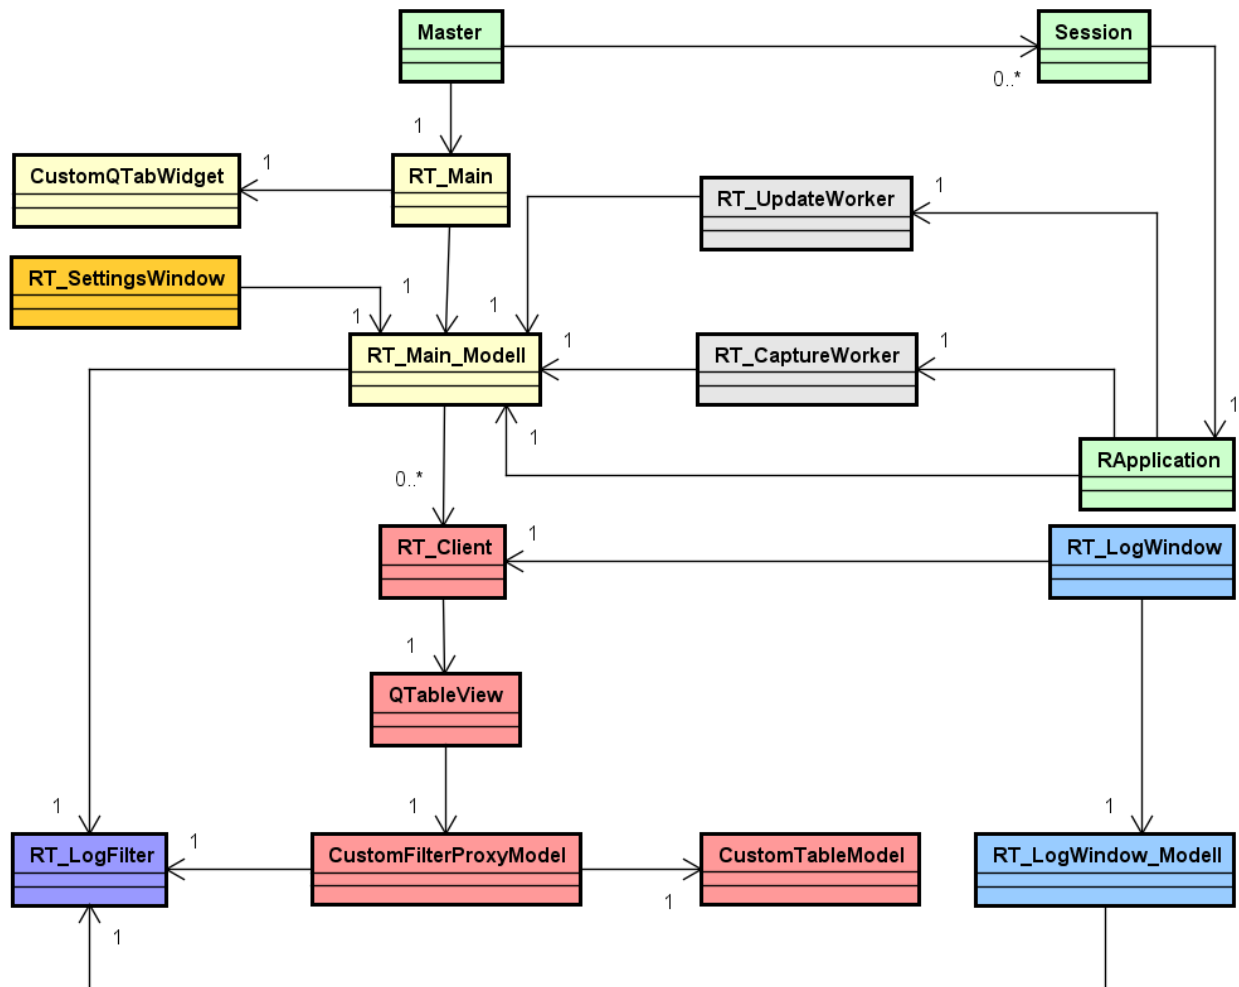 Master
Session
0..*
1
CustomQTabWidget
1
RT_Main
RT_UpdateWorker
1
RT_SettingsWindow
1
1
1
RT_Main_Modell
1
RT_CaptureWorker
1
1
1
RApplication
0..*
RT_Client
1
RT_LogWindow
1
QTableView
1
1
1
RT_LogFilter
1
CustomFilterProxyModel
1
CustomTableModel
RT_LogWindow_Modell
1